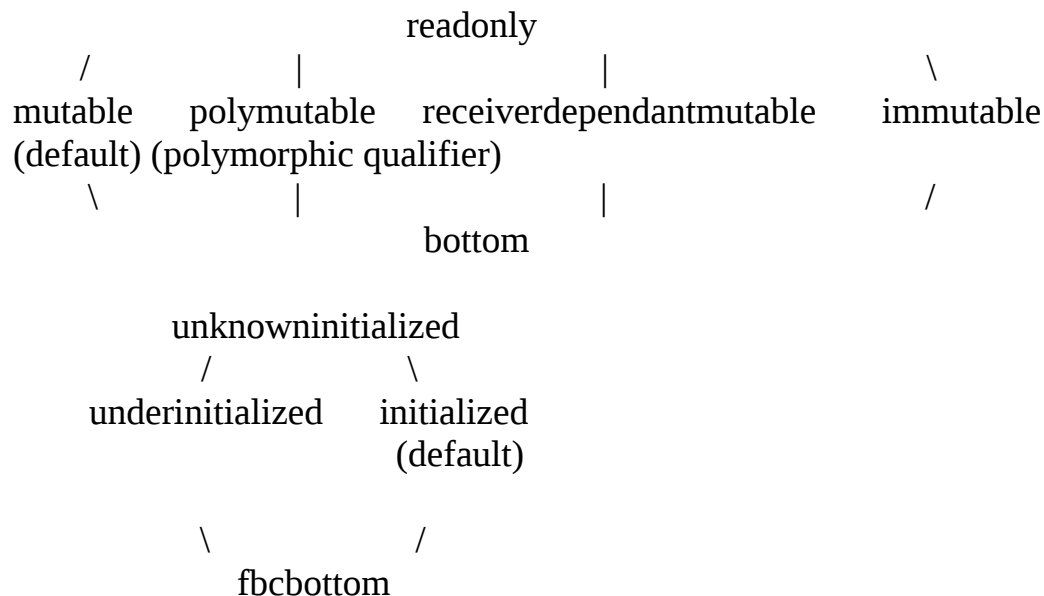 readonly
/ | | \
mutable polymutable receiverdependantmutable immutable
(default) (polymorphic qualifier)
\ | | /
bottom
unknowninitialized
/ \
underinitialized initialized
(default)
\ /
fbcbottom